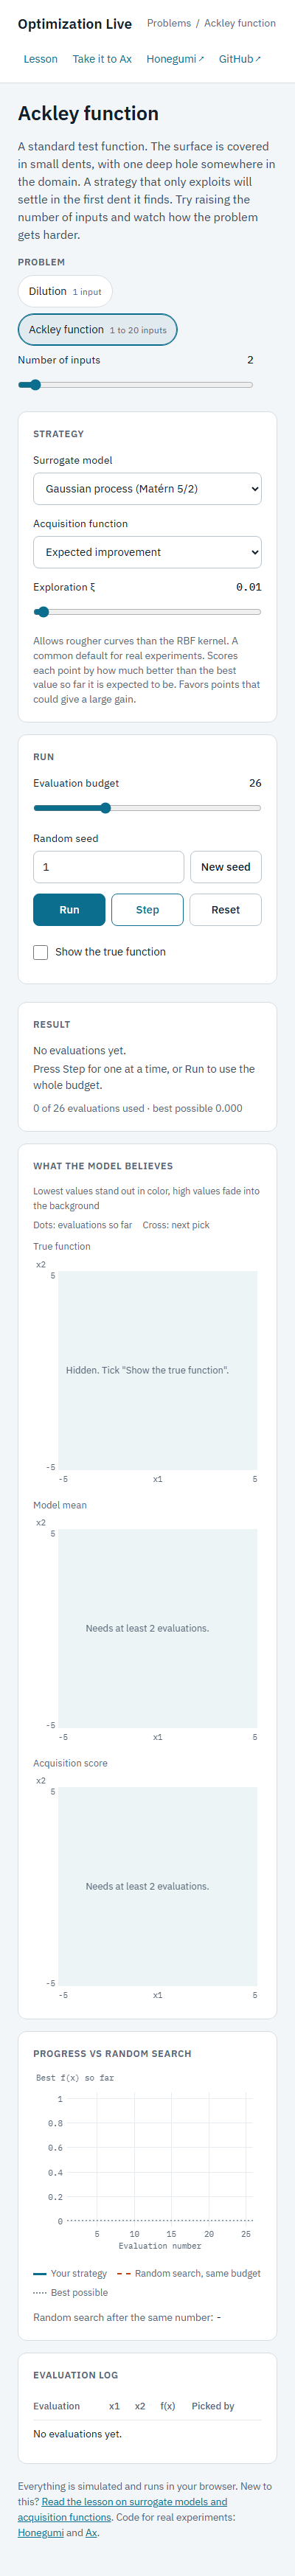 Optimization Live
Problems / Ackley function
Lesson Take it to Ax Honegumi↗ GitHub↗
Ackley function
A standard test function. The surface is covered
in small dents, with one deep hole somewhere in
the domain. A strategy that only exploits will
settle in the first dent it finds. Try raising the
number of inputs and watch how the problem
gets harder.
PROBLEM
Dilution 1 input
Ackley function 1 to 20 inputs
Number of inputs 2
STRATEGY
Surrogate model
Gaussian process (Matérn 5/2)
Acquisition function
Expected improvement
Exploration ξ 0.01
Allows rougher curves than the RBF kernel. A
common default for real experiments. Scores
each point by how much better than the best
value so far it is expected to be. Favors points that
could give a large gain.
RUN
Evaluation budget 26
Random seed
1 New seed
Run Step Reset
Show the true function
RESULT
No evaluations yet.
Press Step for one at a time, or Run to use the
whole budget.
0 of 26 evaluations used · best possible 0.000
WHAT THE MODEL BELIEVES
Lowest values stand out in color, high values fade into
the background
Dots: evaluations so far Cross: next pick
True function
x2
5
Hidden. Tick "Show the true function".
-5
-5 x1 5
Model mean
x2
5
Needs at least 2 evaluations.
-5
-5 x1 5
Acquisition score
x2
5
Needs at least 2 evaluations.
-5
-5 x1 5
PROGRESS VS RANDOM SEARCH
Best f(x) so far
1
0.8
0.6
0.4
0.2
0
5 10 15 20 25
Evaluation number
Your strategy Random search, same budget
Best possible
Random search after the same number: -
EVALUATION LOG
Evaluation x1 x2 f(x) Picked by
No evaluations yet.
Everything is simulated and runs in your browser. New to
this? Read the lesson on surrogate models and
acquisition functions. Code for real experiments:
Honegumi and Ax.